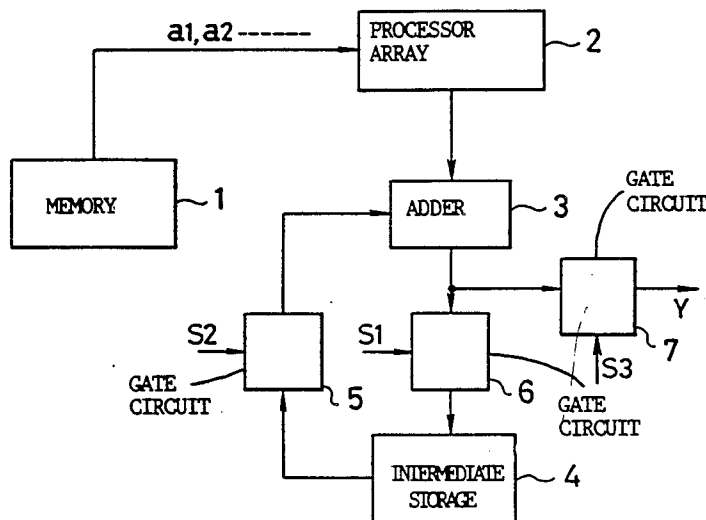 a1, a2 ------
PROCESSOR
ARRAY
2
MEMORY
1
ADDER
3
GATE
CIRCUIT
S2
S1
Y
7
S3
GATE
CIRCUIT
5
6
GATE
CIRCUIT
INTERMEDIATE
STORAGE
4